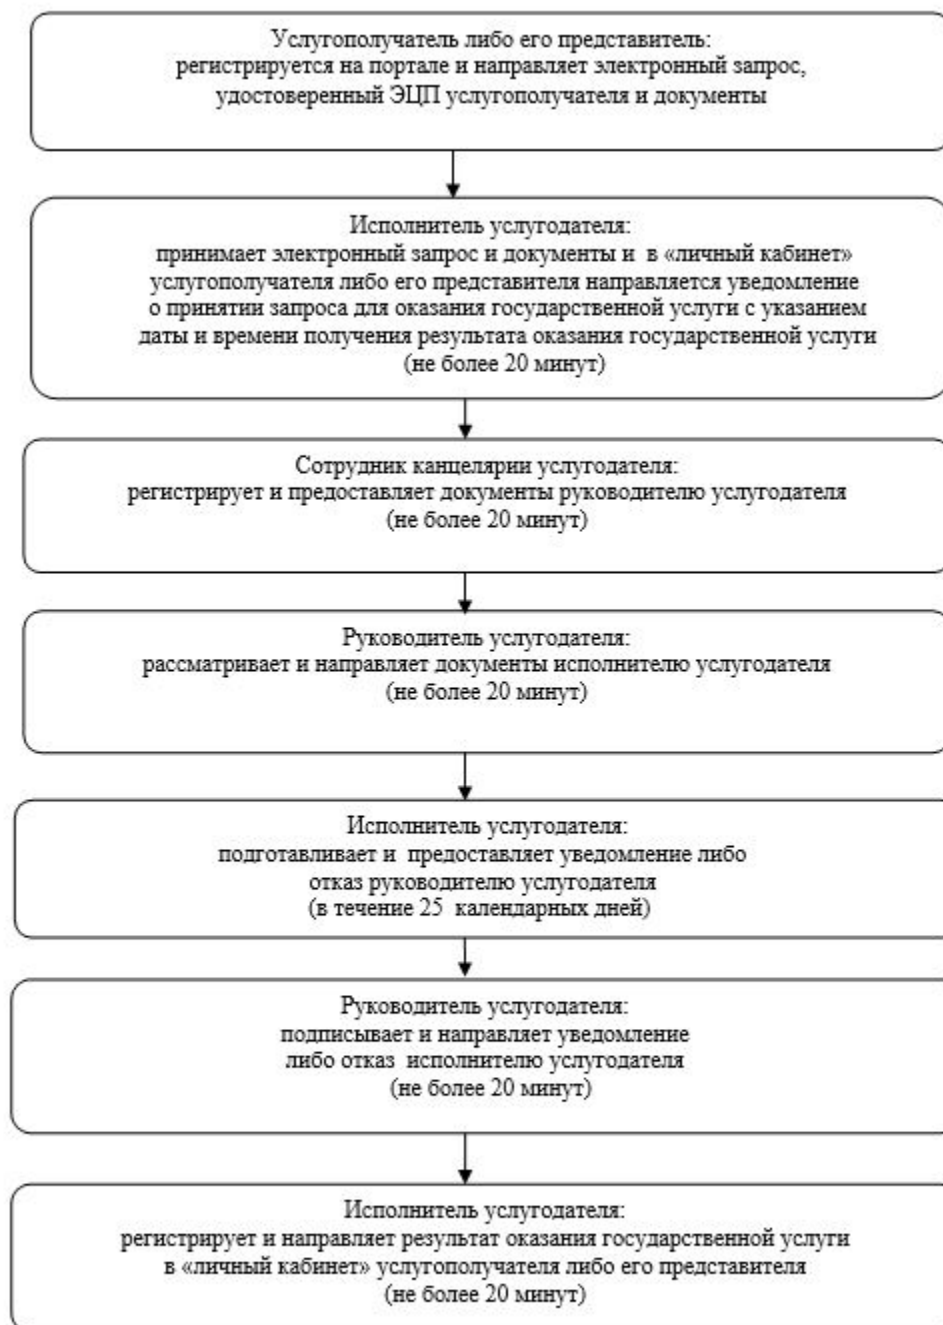 Услугополучатель либо его представитель:
регистрируется на портале и направляет электронный запрос,
удостоверенный ЭЦП услугополучателя и документы
Исполнитель услугодателя:
принимает электронный запрос и документы и в «личный кабинет»
услугополучателя либо его представителя направляется уведомление
о принятии запроса для оказания государственной услуги с указанием
даты и времени получения результата оказания государственной услуги
(не более 20 минут)
Сотрудник канцелярии услугодателя:
регистрирует и предоставляет документы руководителю услугодателя
(не более 20 минут)
Руководитель услугодателя:
рассматривает и направляет документы исполнителю услугодателя
(не более 20 минут)
Исполнитель услугодателя:
подготавливает и предоставляет уведомление либо
отказ руководителю услугодателя
(в течение 25 календарных дней)
Руководитель услугодателя:
подписывает и направляет уведомление
либо отказ исполнителю услугодателя
(не более 20 минут)
Исполнитель услугодателя:
регистрирует и направляет результат оказания государственной услуги
в «личный кабинет» услугополучателя либо его представителя
(не более 20 минут)